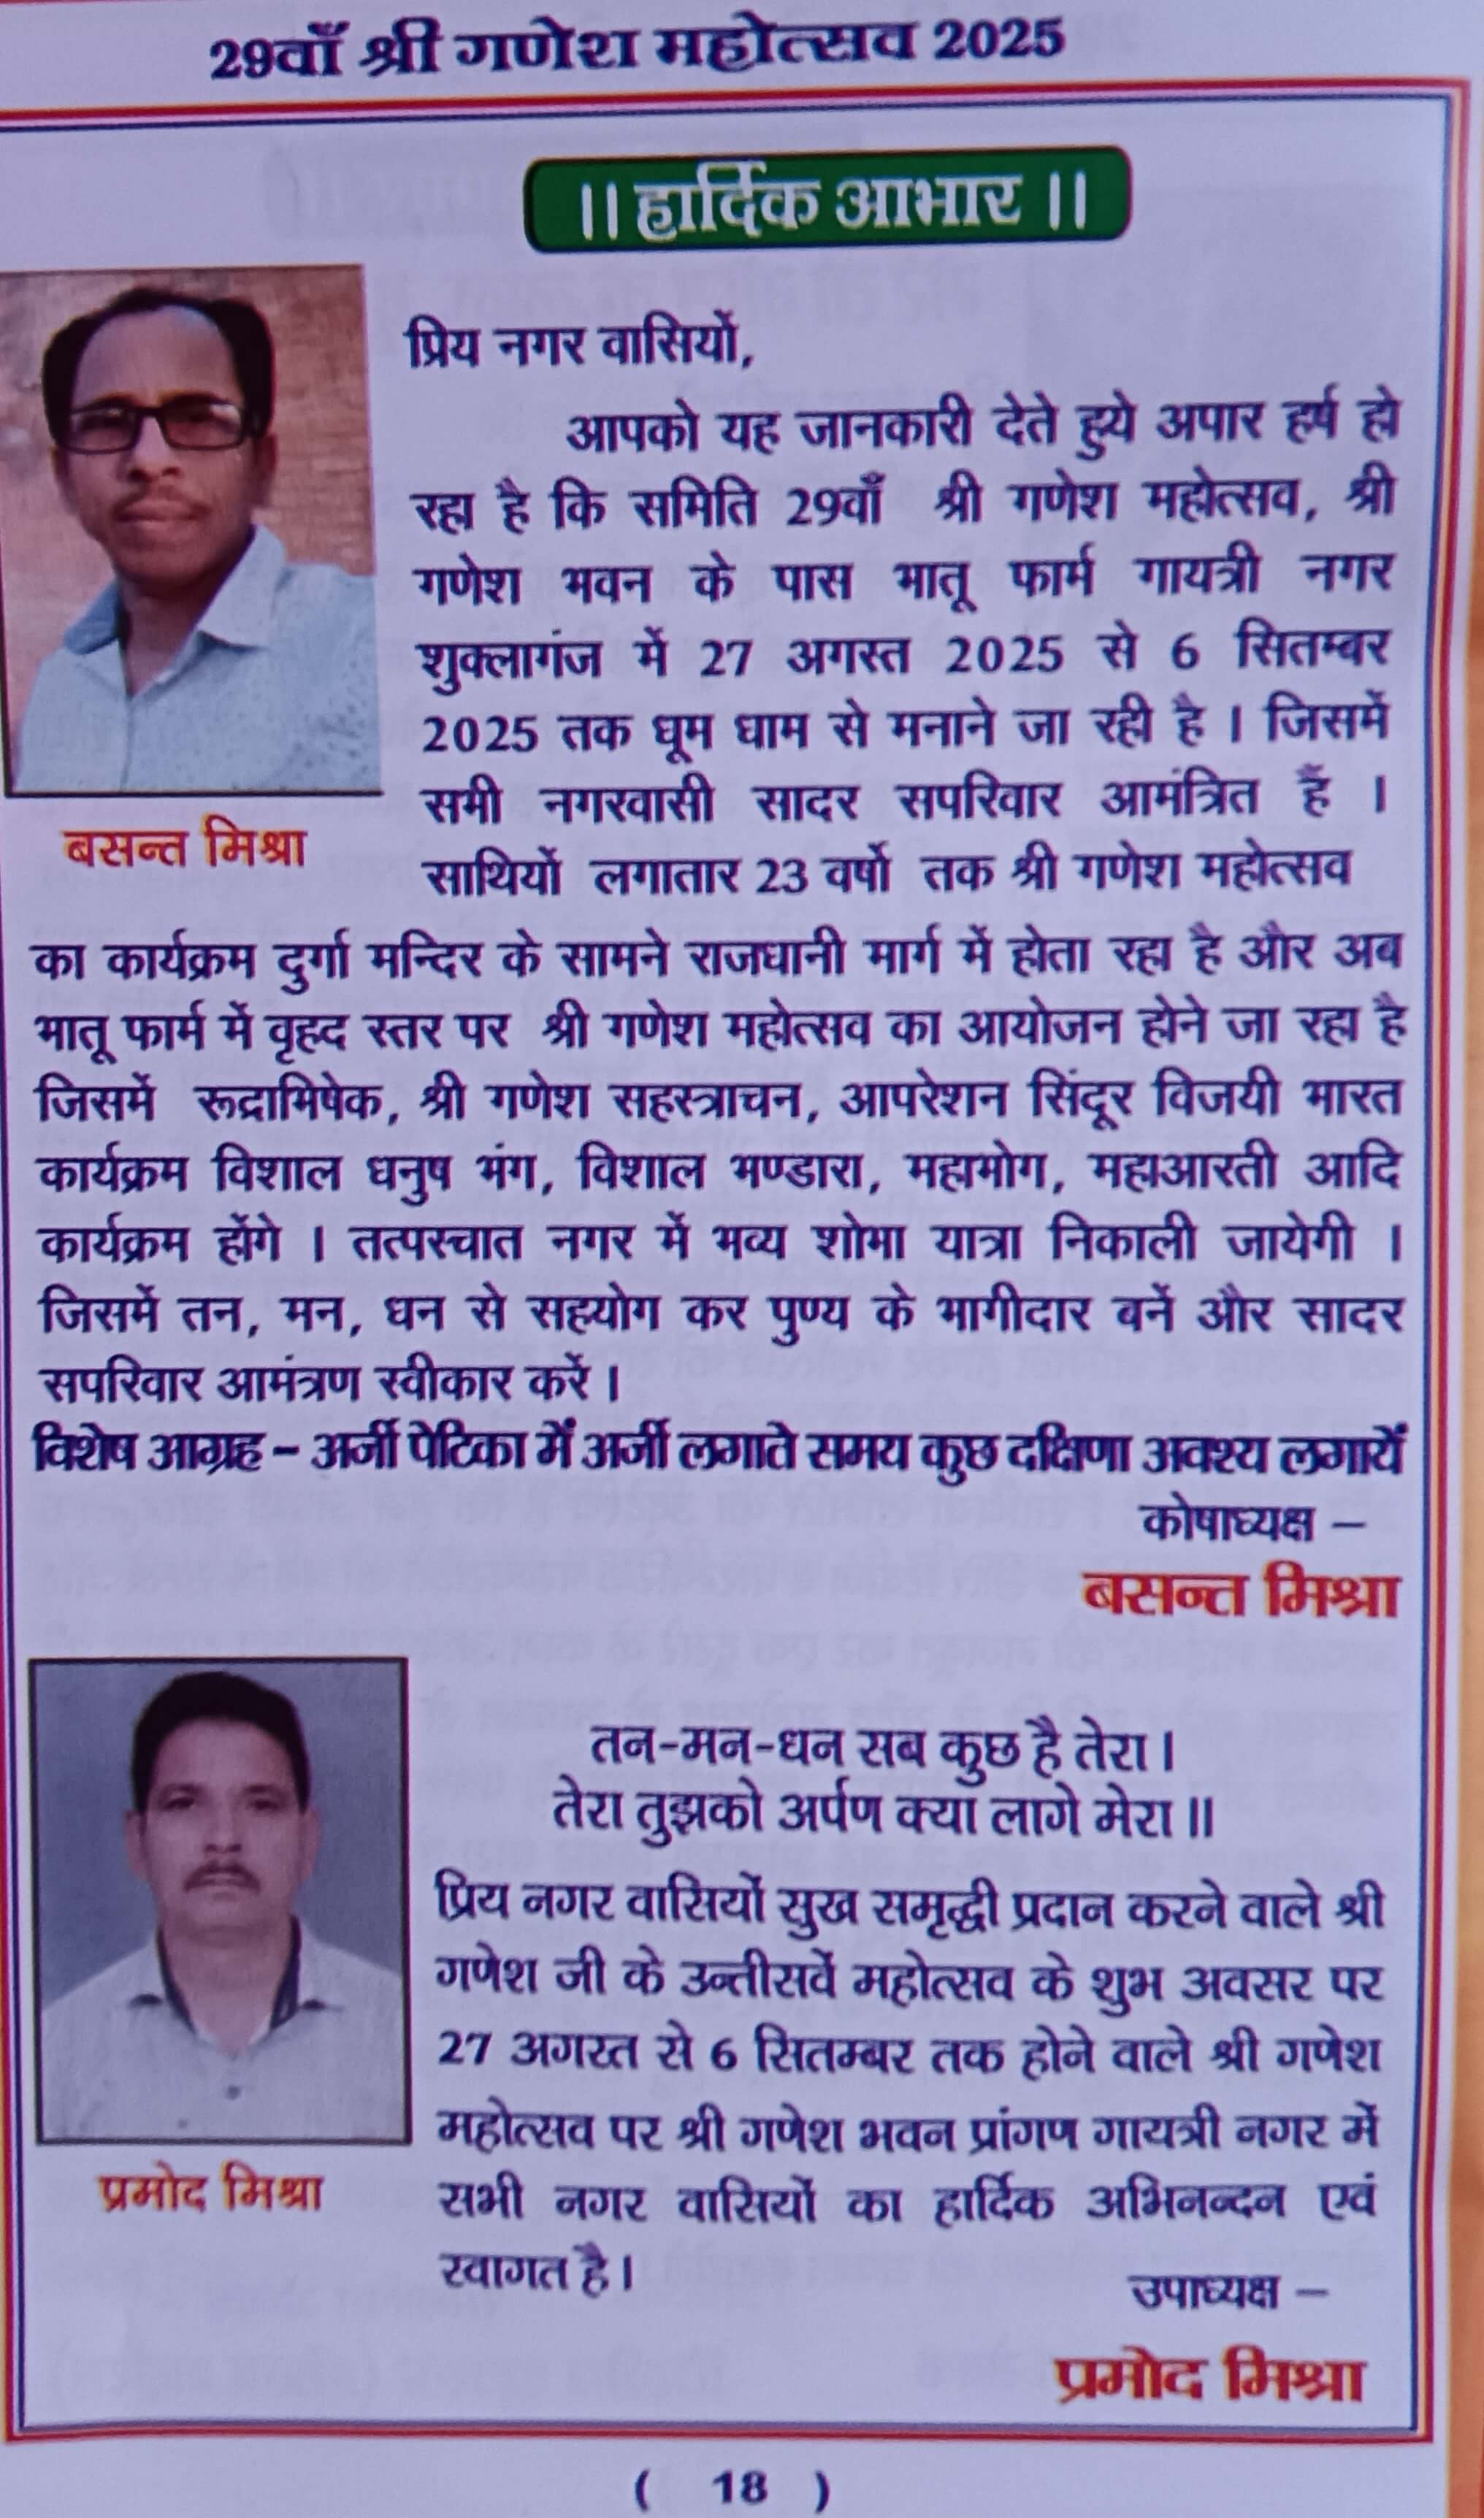 29वाँ श्री गणेश महोत्सव 2025
।। हार्दिक आभार ।।
प्रिय नगर वासियों,
आपको यह जानकारी देते हुये अपार हर्ष हो
रहा है कि समिति 29वाँ श्री गणेश महोत्सव, श्री
गणेश भवन के पास भातू फार्म गायत्री नगर
शुक्लागंज में 27 अगस्त 2025 से 6 सितम्बर
2025 तक धूम धाम से मनाने जा रही है । जिसमें
सभी नगरवासी सादर सपरिवार आमंत्रित हैं ।
साथियों लगातार 23 वर्षो तक श्री गणेश महोत्सव
बसन्त मिश्रा
का कार्यक्रम दुर्गा मन्दिर के सामने राजधानी मार्ग में होता रहा है और अब
भातू फार्म में वृहद स्तर पर श्री गणेश महोत्सव का आयोजन होने जा रहा है
जिसमें रूद्राभिषेक, श्री गणेश सहस्त्राचन, आपरेशन सिंदूर विजयी भारत
कार्यक्रम विशाल धनुष भंग, विशाल भण्डारा, महाभोग, महाआरती आदि
कार्यक्रम होंगे । तत्पस्चात नगर में भव्य शोभा यात्रा निकाली जायेगी ।
जिसमें तन, मन, धन से सहयोग कर पुण्य के भागीदार बनें और सादर
सपरिवार आमंत्रण स्वीकार करें ।
विशेष आग्रह – अर्जी पेटिका में अर्जी लगाते समय कुछ दक्षिणा अवश्य लगायें
कोषाध्यक्ष –
बसन्त मिश्रा
तन-मन-धन सब कुछ है तेरा ।
तेरा तुझको अर्पण क्या लागे मेरा ॥
प्रिय नगर वासियों सुख समृद्धी प्रदान करने वाले श्री
गणेश जी के उन्तीसवें महोत्सव के शुभ अवसर पर
27 अगस्त से 6 सितम्बर तक होने वाले श्री गणेश
महोत्सव पर श्री गणेश भवन प्रांगण गायत्री नगर में
सभी नगर वासियों का हार्दिक अभिनन्दन एवं
स्वागत है ।
प्रमोद मिश्रा
उपाध्यक्ष –
प्रमोद मिश्रा
( 18 )